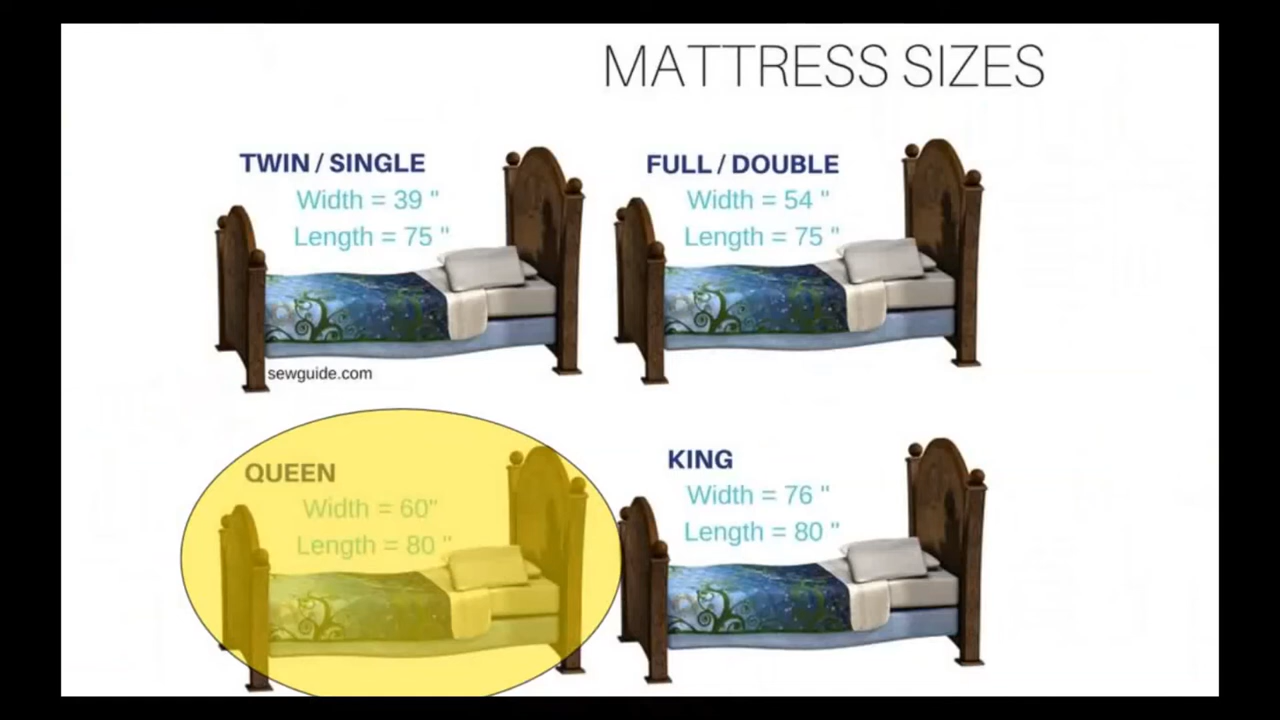 MATTRESS SIZES
TWIN / SINGLE
Width = 39 "
Length = 75 "
FULL / DOUBLE
Width = 54 "
Length = 75 "
sewguide.com
QUEEN
Width = 60"
Length = 80 "
KING
Width = 76 "
Length = 80 "